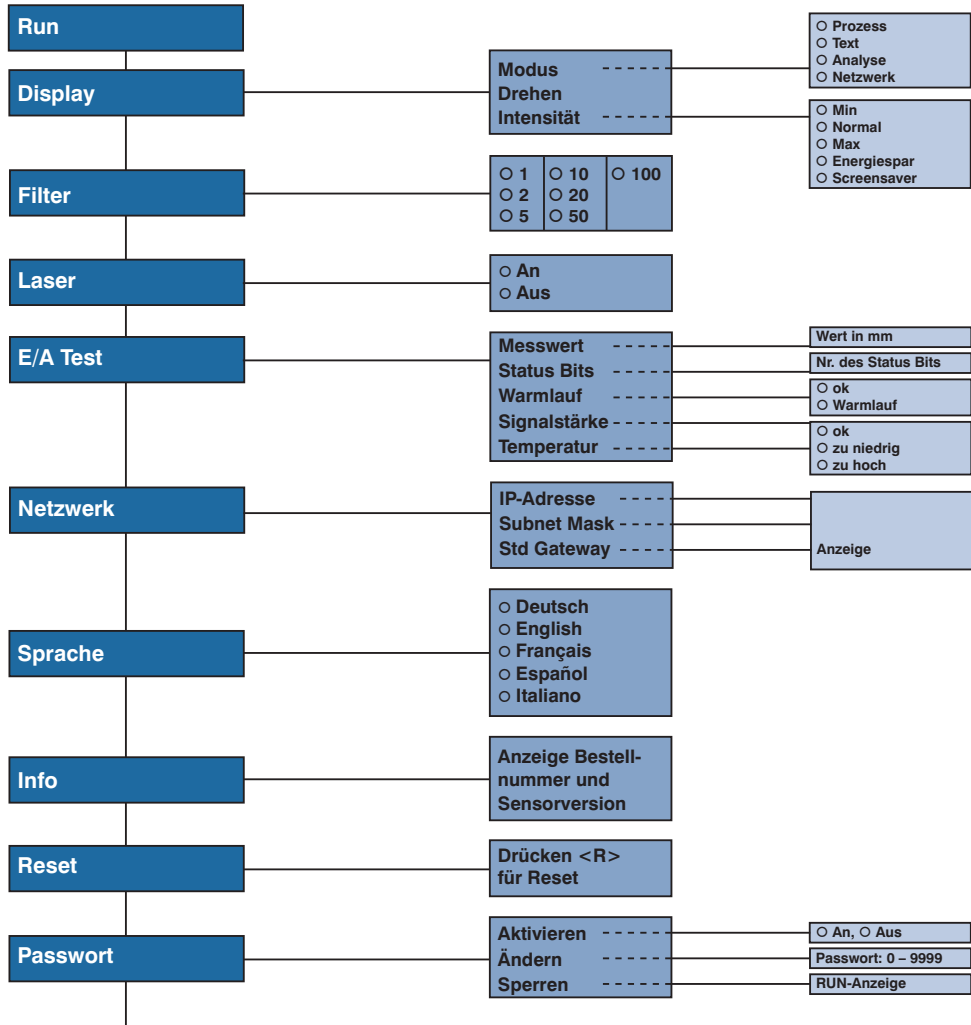 Run
Display
Modus
Drehen
Intensität
○ Prozess
○ Text
○ Analyse
○ Netzwerk
○ Min
○ Normal
○ Max
○ Energiespar
○ Screensaver
Filter
○ 1 ○ 10 ○ 100
○ 2 ○ 20
○ 5 ○ 50
Laser
○ An
○ Aus
E/A Test
Messwert
Status Bits
Warmlauf
Signalstärke
Temperatur
Wert in mm
Nr. des Status Bits
○ ok
○ Warmlauf
○ ok
○ zu niedrig
○ zu hoch
Netzwerk
IP-Adresse
Subnet Mask
Std Gateway
Anzeige
Sprache
○ Deutsch
○ English
○ Français
○ Español
○ Italiano
Info
Anzeige Bestell-
nummer und
Sensorversion
Reset
Drücken <R>
für Reset
Passwort
Aktivieren
Ändern
Sperren
○ An, ○ Aus
Passwort: 0 – 9999
RUN-Anzeige